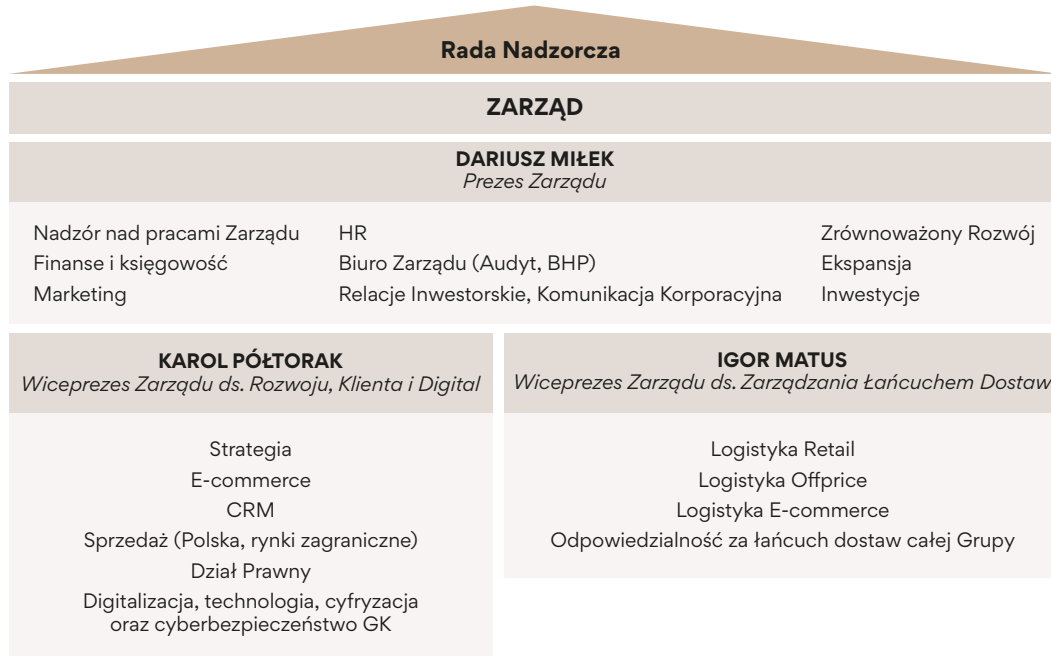 Rada Nadzorcza
ZARZĄD
DARIUSZ MIŁEK
Prezes Zarządu
Nadzór nad pracami Zarządu
Finanse i księgowość
Marketing
HR
Biuro Zarządu (Audyt, BHP)
Relacje Inwestorskie, Komunikacja Korporacyjna
Zrównoważony Rozwój
Ekspansja
Inwestycje
KAROL PÓŁTORAK
Wiceprezes Zarządu ds. Rozwoju, Klienta i Digital
Strategia
E-commerce
CRM
Sprzedaż (Polska, rynki zagraniczne)
Dział Prawny
Digitalizacja, technologia, cyfryzacja
oraz cyberbezpieczeństwo GK
IGOR MATUS
Wiceprezes Zarządu ds. Zarządzania Łańcuchem Dostaw
Logistyka Retail
Logistyka Offprice
Logistyka E-commerce
Odpowiedzialność za łańcuch dostaw całej Grupy